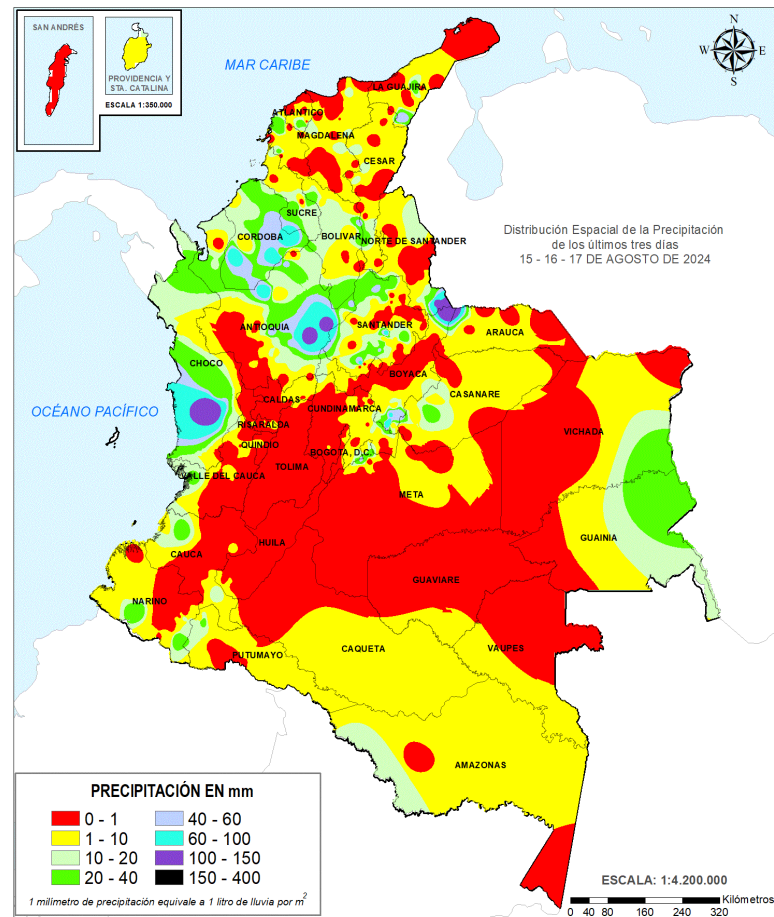 SAN ANDRÉS
PROVIDENCIA Y
STA. CATALINA
ESCALA 1:350.000
MAR CARIBE
N
W
E
S
LA GUAJIRA
ATLANTICO
MAGDALENA
CESAR
SUCRE
CORDOBA
BOLIVAR
NORTE DE SANTANDER
Distribución Espacial de la Precipitación
de los últimos tres días
15 - 16 - 17 DE AGOSTO DE 2024
ANTIOQUIA
SANTANDER
ARAUCA
CHOCO
BOYACA
CASANARE
OCÉANO PACÍFICO
CALDAS
CUNDINAMARCA
RISARALDA
VICHADA
QUINDIO
BOGOTA, D.C.
TOLIMA
VALLE DEL CAUCA
META
GUAINIA
HUILA
CAUCA
GUAVIARE
NARIÑO
CAQUETA
VAUPES
PUTUMAYO
AMAZONAS
PRECIPITACIÓN EN mm
0 - 1
40 - 60
1 - 10
60 - 100
10 - 20
100 - 150
20 - 40
150 - 400
1 milímetro de precipitación equivale a 1 litro de lluvia por m²
ESCALA: 1:4.200.000
Kilómetros
0 40 80 160 240 320